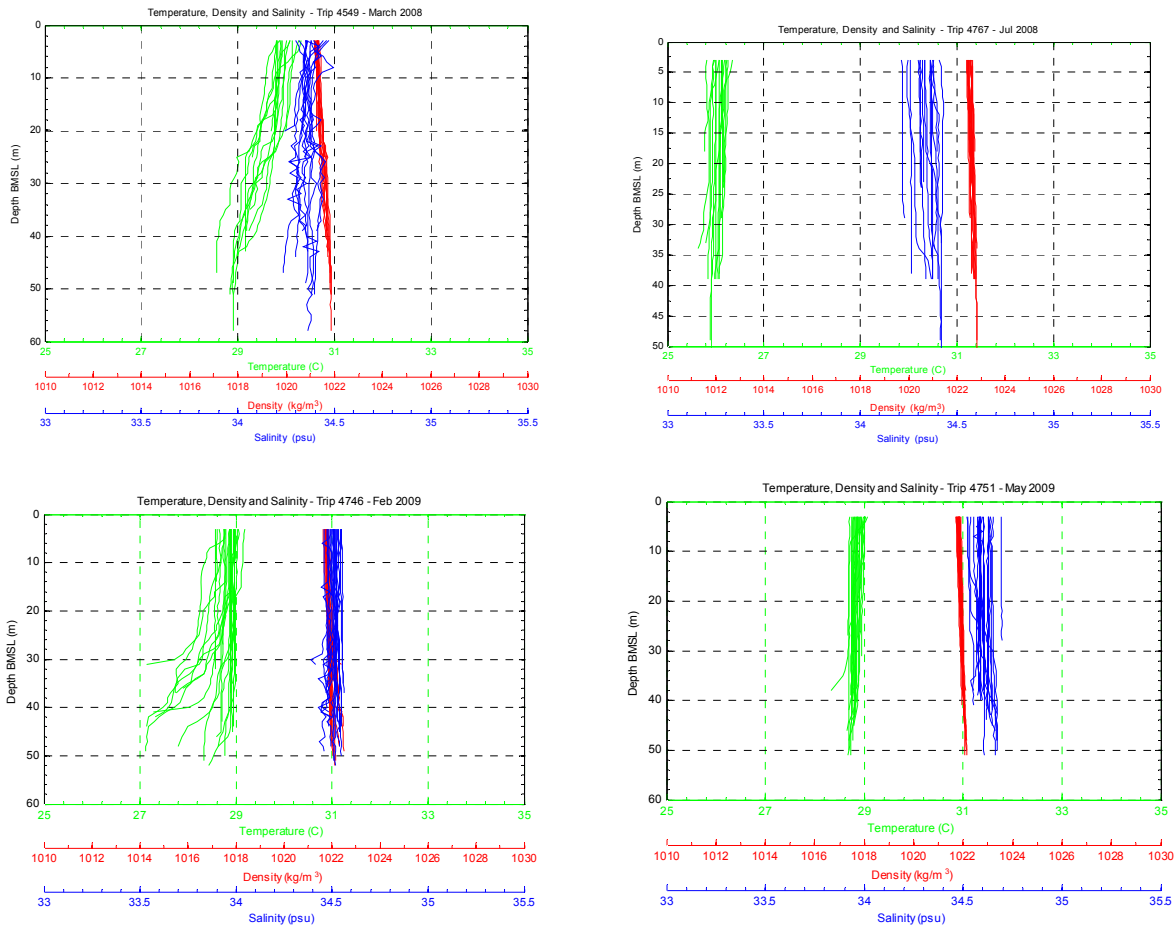 Temperature, Density and Salinity - Trip 4549 - March 2008
0
10
20
30
40
50
60
Depth BMSL (m)
25 27 29 31 33 35
Temperature (C)
1010 1012 1014 1016 1018 1020 1022 1024 1026 1028 1030
Density (kg/m³)
33 33.5 34 34.5 35 35.5
Salinity (psu)
Temperature, Density and Salinity - Trip 4767 - Jul 2008
0
5
10
15
20
25
30
35
40
45
50
Depth BMSL (m)
25 27 29 31 33 35
Temperature (C)
1010 1012 1014 1016 1018 1020 1022 1024 1026 1028 1030
Density (kg/m³)
33 33.5 34 34.5 35 35.5
Salinity (psu)
Temperature, Density and Salinity - Trip 4746 - Feb 2009
0
10
20
30
40
50
60
Depth BMSL (m)
25 27 29 31 33 35
Temperature (C)
1010 1012 1014 1016 1018 1020 1022 1024 1026 1028 1030
Density (kg/m³)
33 33.5 34 34.5 35 35.5
Salinity (psu)
Temperature, Density and Salinity - Trip 4751 - May 2009
0
10
20
30
40
50
60
Depth BMSL (m)
25 27 29 31 33 35
Temperature (C)
1010 1012 1014 1016 1018 1020 1022 1024 1026 1028 1030
Density (kg/m³)
33 33.5 34 34.5 35 35.5
Salinity (psu)